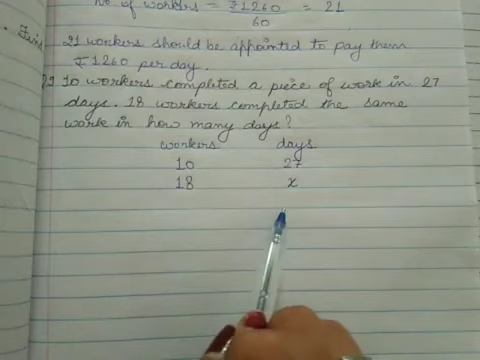 No of workers = ₹1260 / 60 = 21
21 workers should be appointed to pay them
₹1260 per day.
10 workers completed a piece of work in 27
days. 18 workers completed the same
work in how many days?
workers days
10 27
18 x